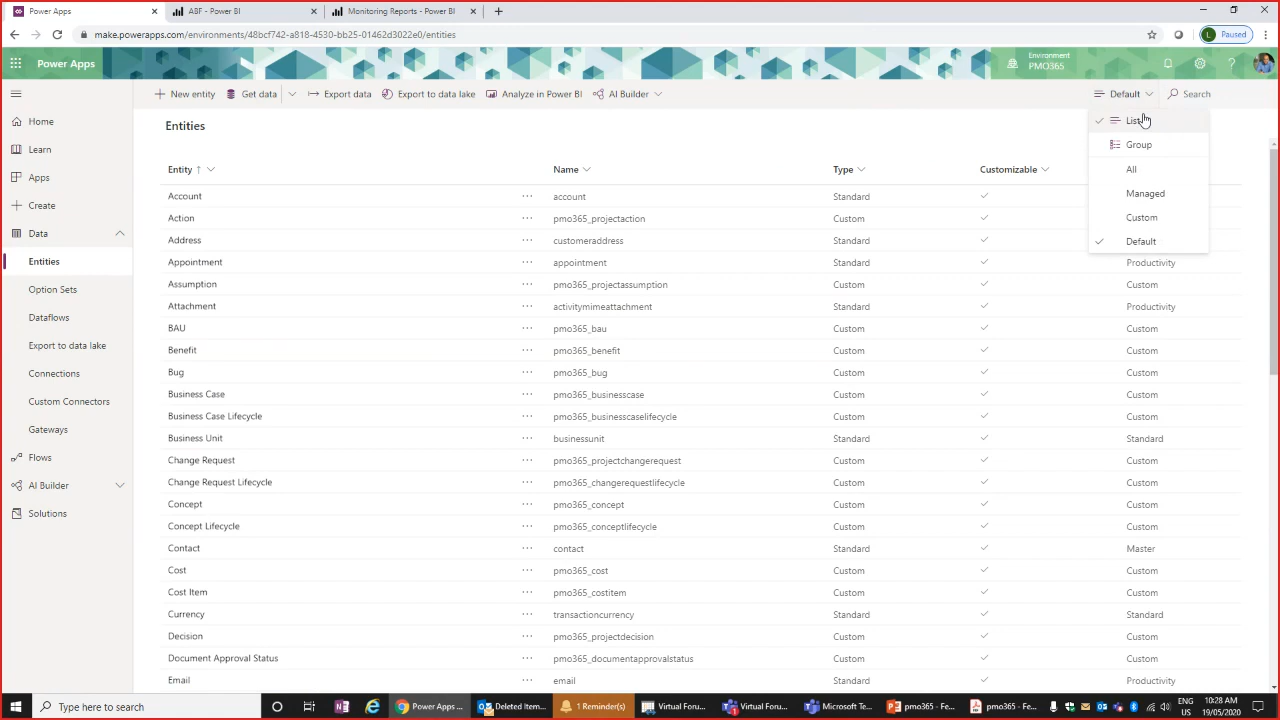 Power Apps
ABF - Power BI
Monitoring Reports - Power BI
make.powerapps.com/environments/48bcf742-a818-4530-bb25-01462d3022e0/entities
L Paused
Power Apps
Environment
PMO365
New entity
Get data
Export data
Export to data lake
Analyze in Power BI
AI Builder
Default
Search
Home
Learn
Apps
Create
Data
Entities
Option Sets
Dataflows
Export to data lake
Connections
Custom Connectors
Gateways
Flows
AI Builder
Solutions
List
Group
All
Managed
Custom
Default
Entities
Entity ↑ Name Type Customizable
Account ··· account Standard
Action ··· pmo365_projectaction Custom
Address ··· customeraddress Standard
Appointment ··· appointment Standard Productivity
Assumption ··· pmo365_projectassumption Custom Custom
Attachment ··· activitymimeattachment Standard Productivity
BAU ··· pmo365_bau Custom Custom
Benefit ··· pmo365_benefit Custom Custom
Bug ··· pmo365_bug Custom Custom
Business Case ··· pmo365_businesscase Custom Custom
Business Case Lifecycle ··· pmo365_businesscaselifecycle Custom Custom
Business Unit ··· businessunit Standard Standard
Change Request ··· pmo365_projectchangerequest Custom Custom
Change Request Lifecycle ··· pmo365_changerequestlifecycle Custom Custom
Concept ··· pmo365_concept Custom Custom
Concept Lifecycle ··· pmo365_conceptlifecycle Custom Custom
Contact ··· contact Standard Master
Cost ··· pmo365_cost Custom Custom
Cost Item ··· pmo365_costitem Custom Custom
Currency ··· transactioncurrency Standard Standard
Decision ··· pmo365_projectdecision Custom Custom
Document Approval Status ··· pmo365_documentapprovalstatus Custom Custom
Email ··· email Standard Productivity
Type here to search
Power Apps ...
Deleted Item...
1 Reminder(s)
Virtual Foru...
Virtual Foru...
Microsoft Te...
pmo365 - Fe...
pmo365 - Fe...
ENG
US
10:28 AM
19/05/2020